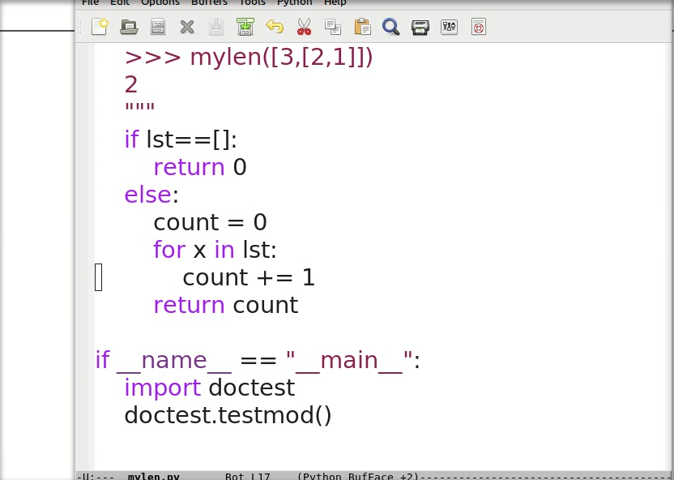 File Edit Options Buffers Tools Python Help
>>> mylen([3,[2,1]])
2
"""
if lst==[]:
return 0
else:
count = 0
for x in lst:
count += 1
return count
if __name__ == "__main__":
import doctest
doctest.testmod()
-U:--- mylen.py Bot L17 (Python BufFace +2)